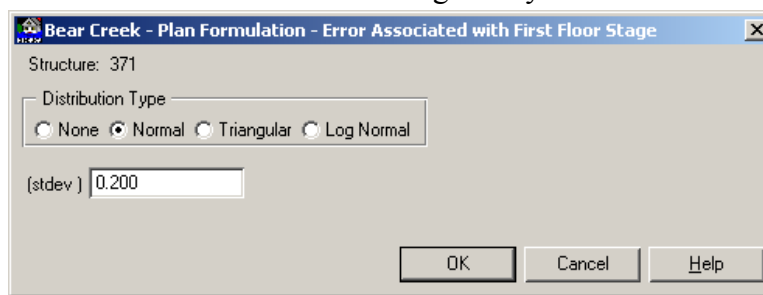 Bear Creek - Plan Formulation - Error Associated with First Floor Stage
Structure: 371
Distribution Type
None Normal Triangular Log Normal
(stdev ) 0.200
OK Cancel Help